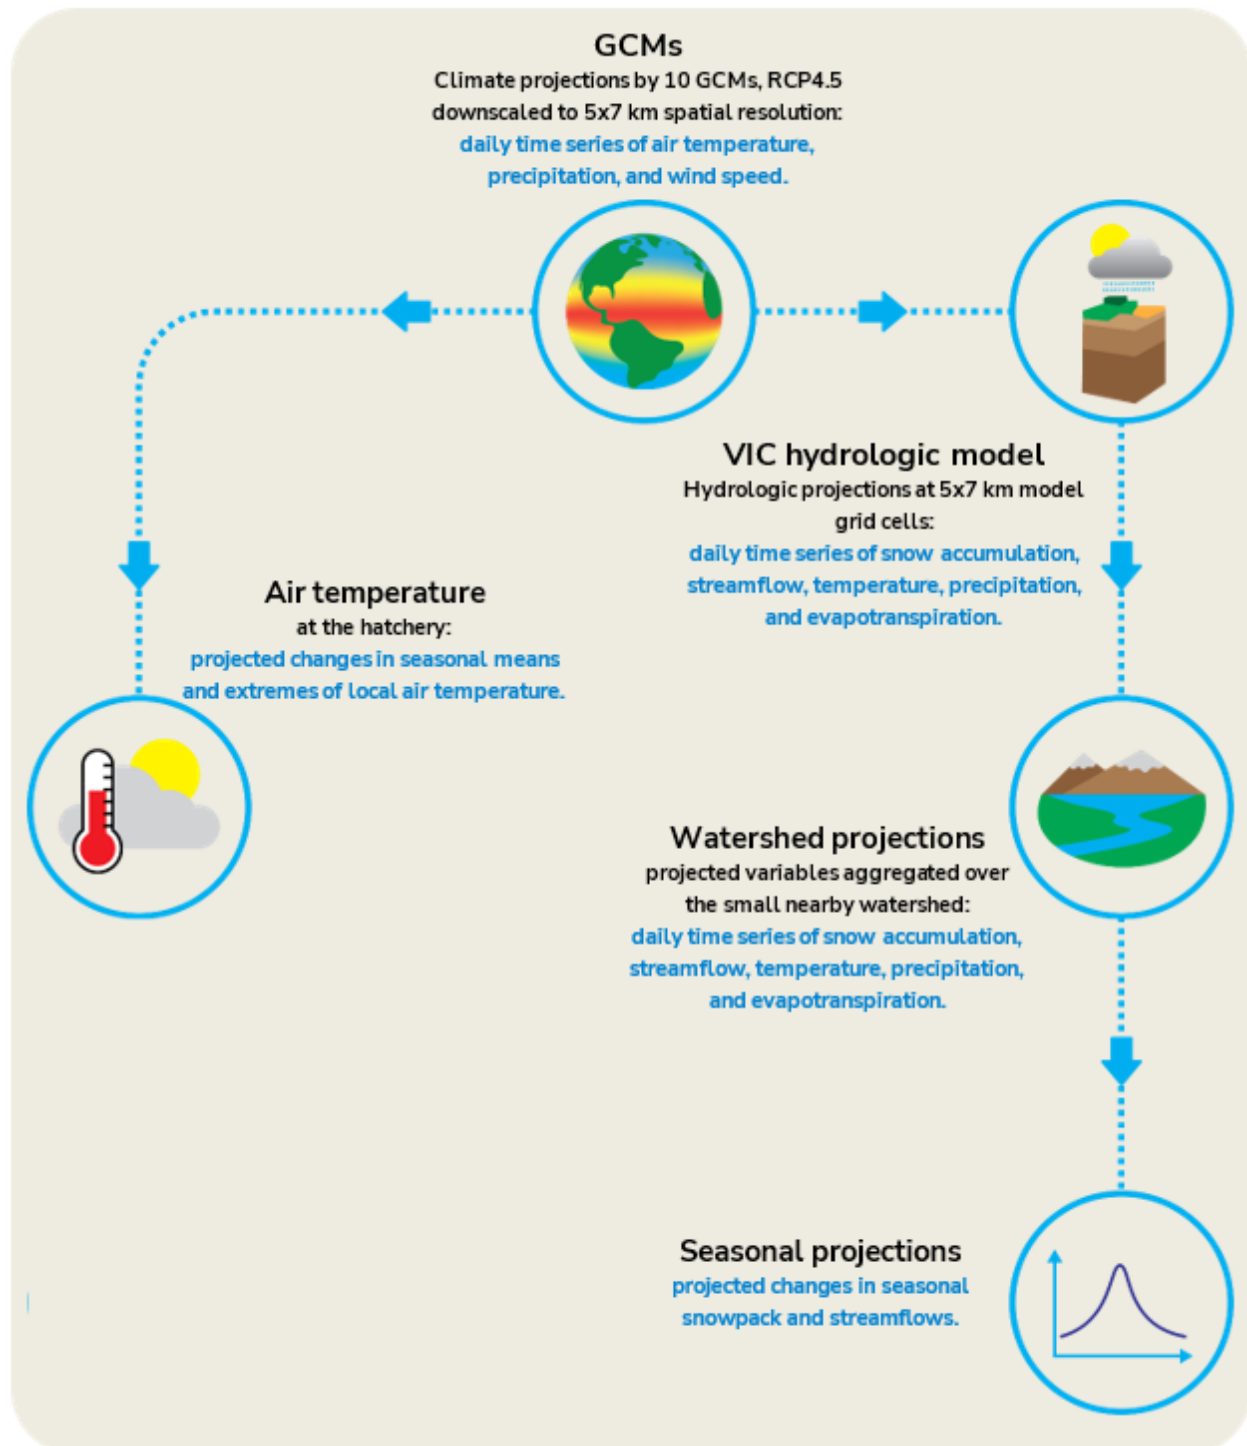 GCMs
Climate projections by 10 GCMs, RCP4.5
downscaled to 5x7 km spatial resolution:
daily time series of air temperature,
precipitation, and wind speed.
VIC hydrologic model
Hydrologic projections at 5x7 km model
grid cells:
daily time series of snow accumulation,
streamflow, temperature, precipitation,
and evapotranspiration.
Air temperature
at the hatchery:
projected changes in seasonal means
and extremes of local air temperature.
Watershed projections
projected variables aggregated over
the small nearby watershed:
daily time series of snow accumulation,
streamflow, temperature, precipitation,
and evapotranspiration.
Seasonal projections
projected changes in seasonal
snowpack and streamflows.